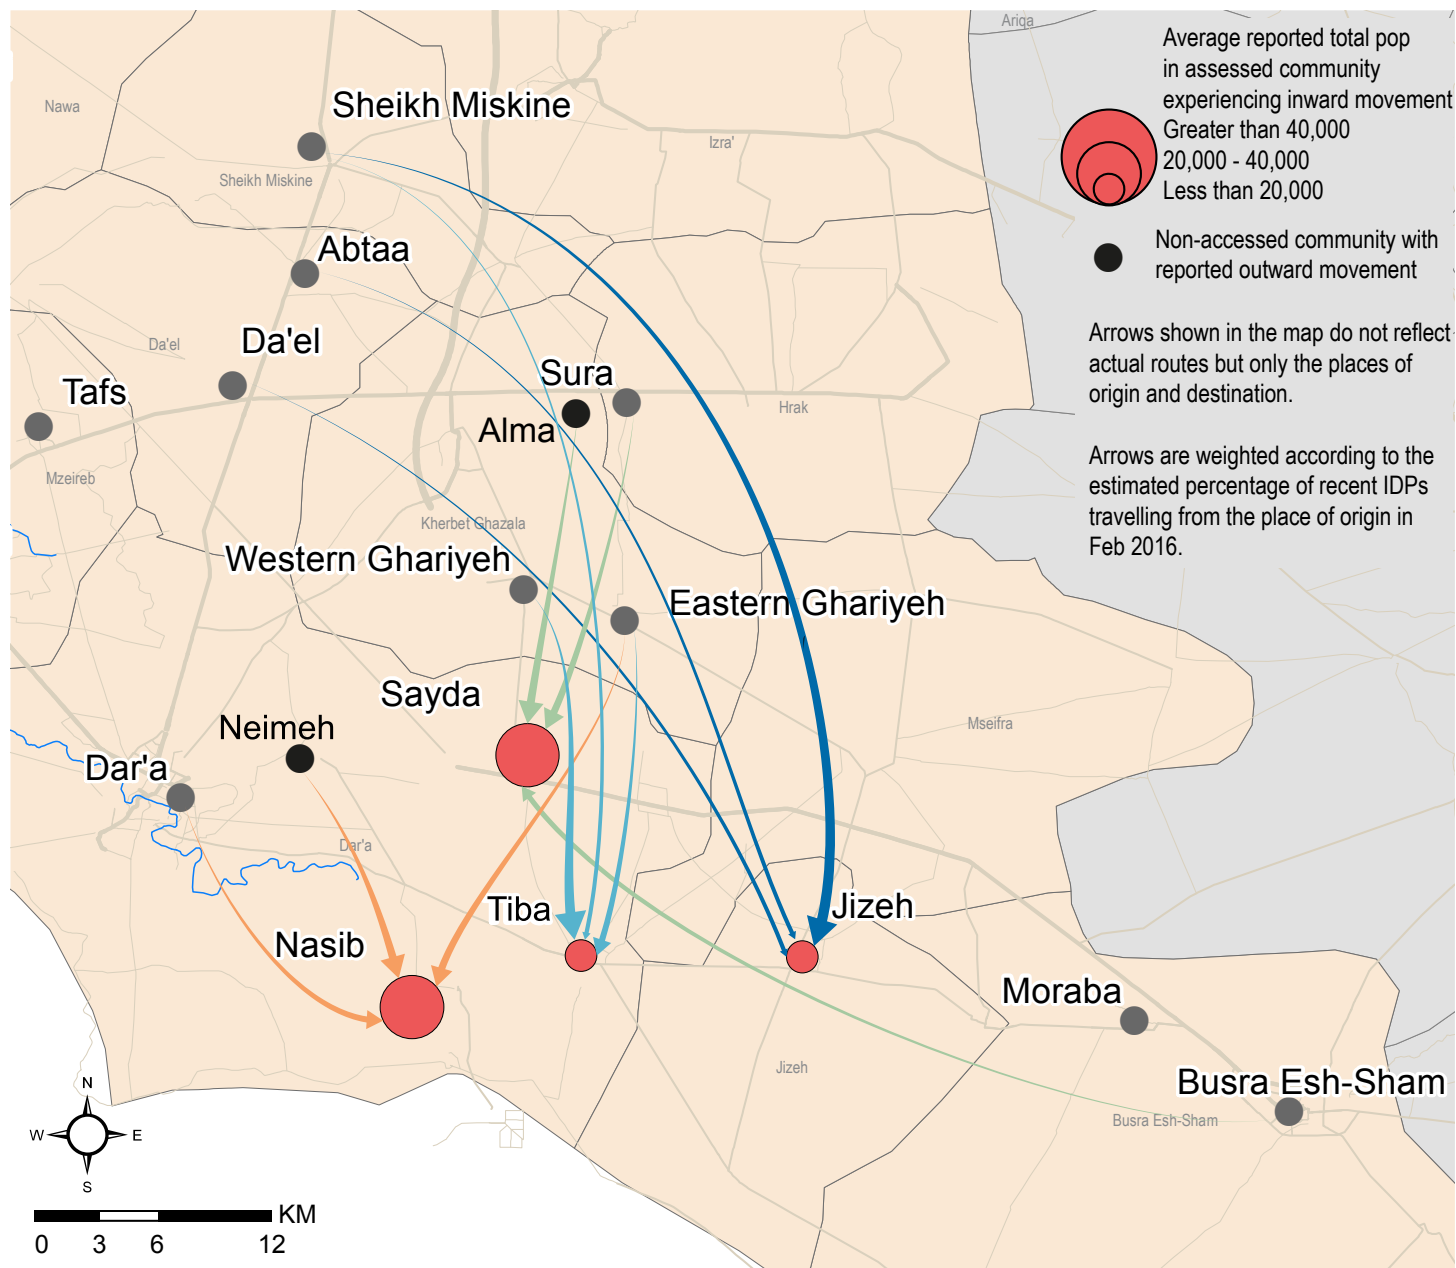 Ariqa
Average reported total pop
in assessed community
experiencing inward movement
Greater than 40,000
20,000 - 40,000
Less than 20,000
Non-accessed community with
reported outward movement
Arrows shown in the map do not reflect
actual routes but only the places of
origin and destination.
Arrows are weighted according to the
estimated percentage of recent IDPs
travelling from the place of origin in
Feb 2016.
Nawa
Sheikh Miskine
Izra'
Sheikh Miskine
Abtaa
Da'el
Da'el
Sura
Tafs
Hrak
Alma
Mzeireb
Kherbet Ghazala
Western Ghariyeh
Eastern Ghariyeh
Sayda
Neimeh
Mseifra
Dar'a
Dar'a
Tiba
Jizeh
Nasib
Moraba
Jizeh
Busra Esh-Sham
Busra Esh-Sham
N
W
E
S
KM
0 3 6 12